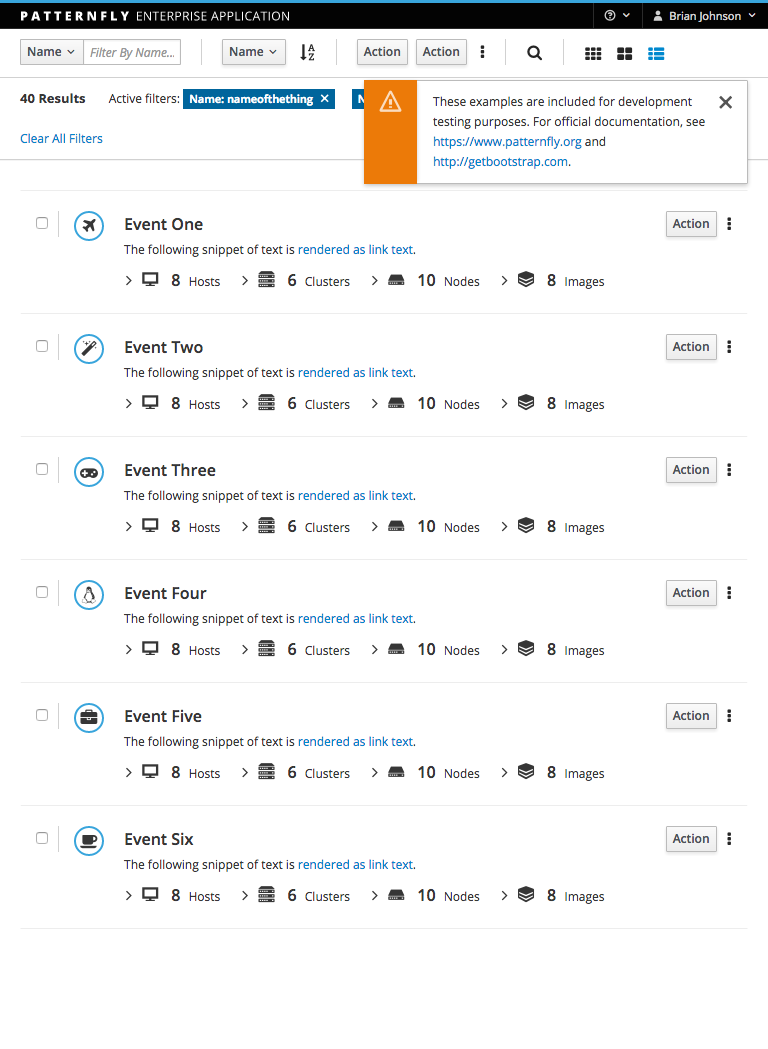 PATTERNFLY ENTERPRISE APPLICATION Brian Johnson
Name Filter By Name... Name Action Action
40 Results Active filters: Name: nameofthething N
Clear All Filters
These examples are included for development
testing purposes. For official documentation, see
https://www.patternfly.org and
http://getbootstrap.com.
Event One Action
The following snippet of text is rendered as link text.
8 Hosts 6 Clusters 10 Nodes 8 Images
Event Two Action
The following snippet of text is rendered as link text.
8 Hosts 6 Clusters 10 Nodes 8 Images
Event Three Action
The following snippet of text is rendered as link text.
8 Hosts 6 Clusters 10 Nodes 8 Images
Event Four Action
The following snippet of text is rendered as link text.
8 Hosts 6 Clusters 10 Nodes 8 Images
Event Five Action
The following snippet of text is rendered as link text.
8 Hosts 6 Clusters 10 Nodes 8 Images
Event Six Action
The following snippet of text is rendered as link text.
8 Hosts 6 Clusters 10 Nodes 8 Images